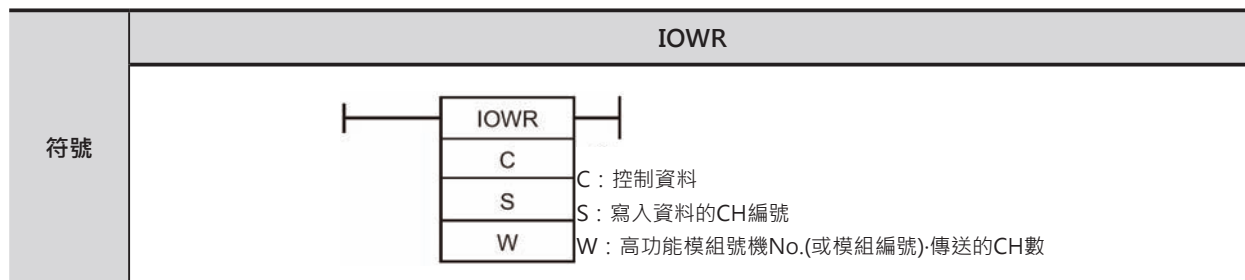 IOWR
符號
IOWR
C
S
W
C：控制資料
S：寫入資料的CH編號
W：高功能模組號機No.(或模組編號)·傳送的CH數